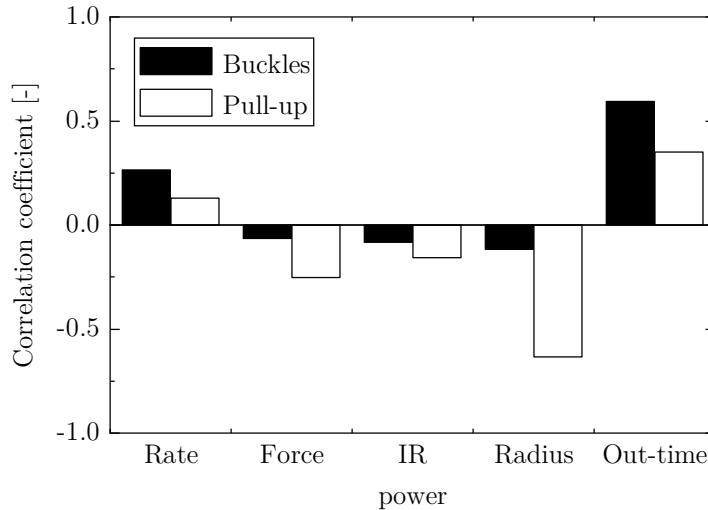 Correlation coefficient [-]
1.0
0.5
0.0
-0.5
-1.0
Buckles
Pull-up
Rate Force IR Radius Out-time
power